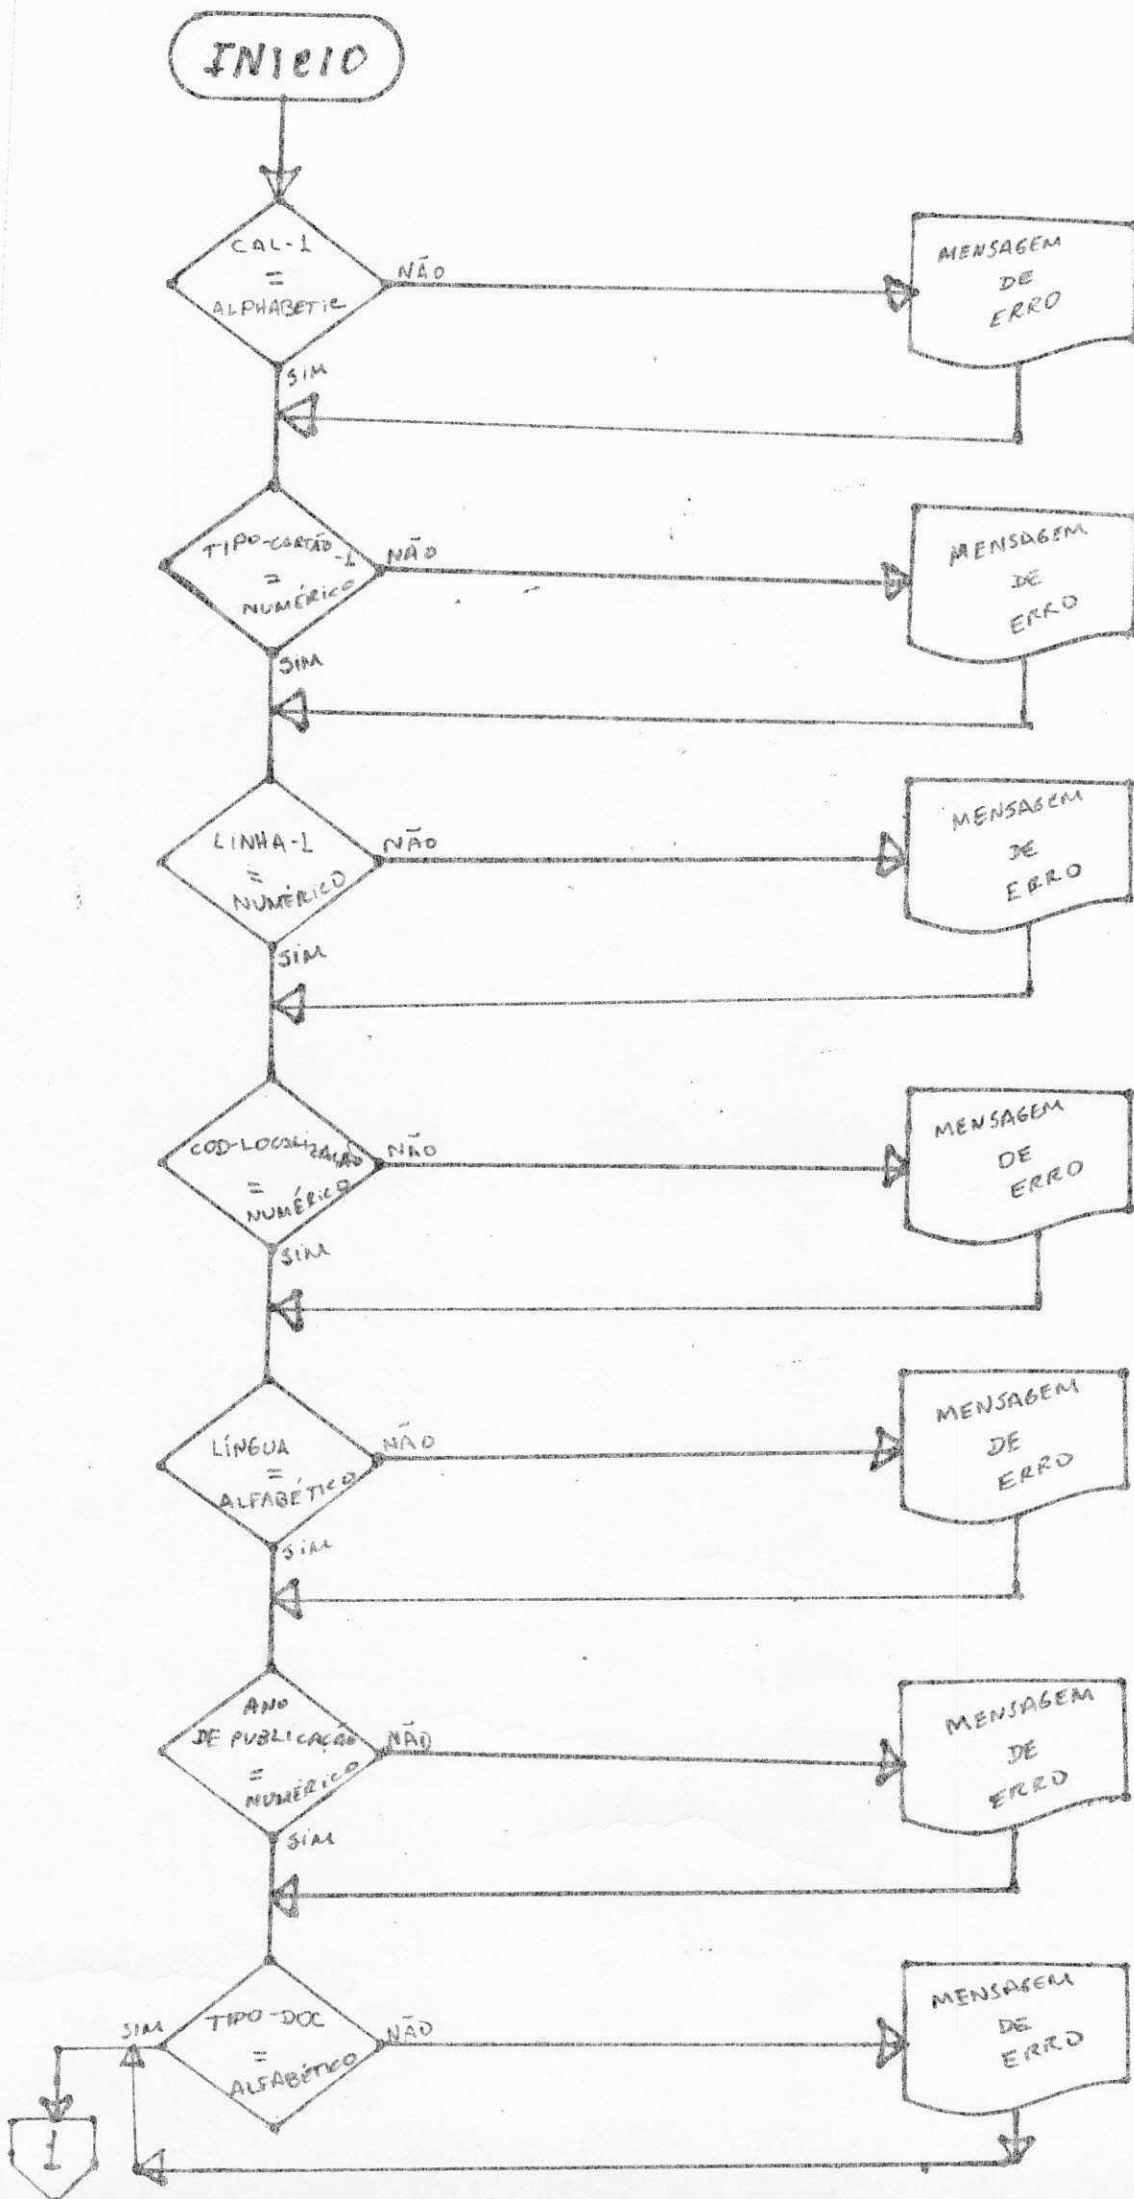 INICIO
CAL-1
=
ALPHABETIC
NÃO
MENSAGEM
DE
ERRO
SIM
TIPO-CARTÃO
-1
=
NUMÉRICO
NÃO
MENSAGEM
DE
ERRO
SIM
LINHA-1
=
NUMÉRICO
NÃO
MENSAGEM
DE
ERRO
SIM
COD-LOCALIZAÇÃO
=
NUMÉRICO
NÃO
MENSAGEM
DE
ERRO
SIM
LÍNGUA
=
ALFABÉTICO
NÃO
MENSAGEM
DE
ERRO
SIM
ANO
DE PUBLICAÇÃO
=
NUMÉRICO
NÃO
MENSAGEM
DE
ERRO
SIM
TIPO-DOC
=
ALFABÉTICO
SIM
NÃO
MENSAGEM
DE
ERRO
1